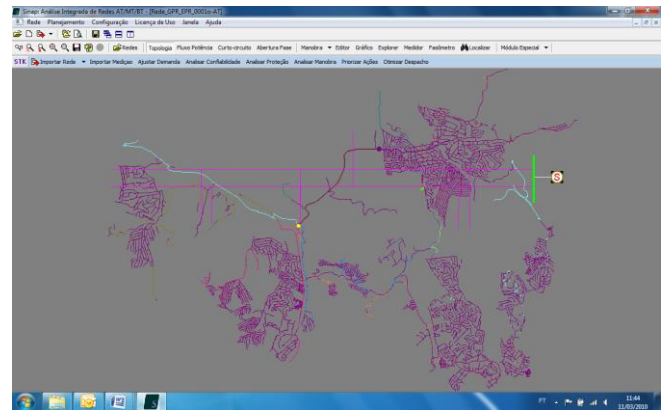 Sinap: Análise Integrada de Redes AT/MT/BT - [Rede_GPR_EPR_0001o-AT]
Rede Planejamento Configuração Licença de Uso Janela Ajuda
Redes Topologia Fluxo Potência Curto-circuito Abertura Fase Manobra Editor Gráfico Explorer Medidor Fasímetro Localizar Módulo Especial
STK Importar Rede Importar Medição Ajustar Demanda Analisar Confiabilidade Analisar Proteção Analisar Manobra Priorizar Ações Otimizar Despacho
S
PT
11:44
11/03/2010